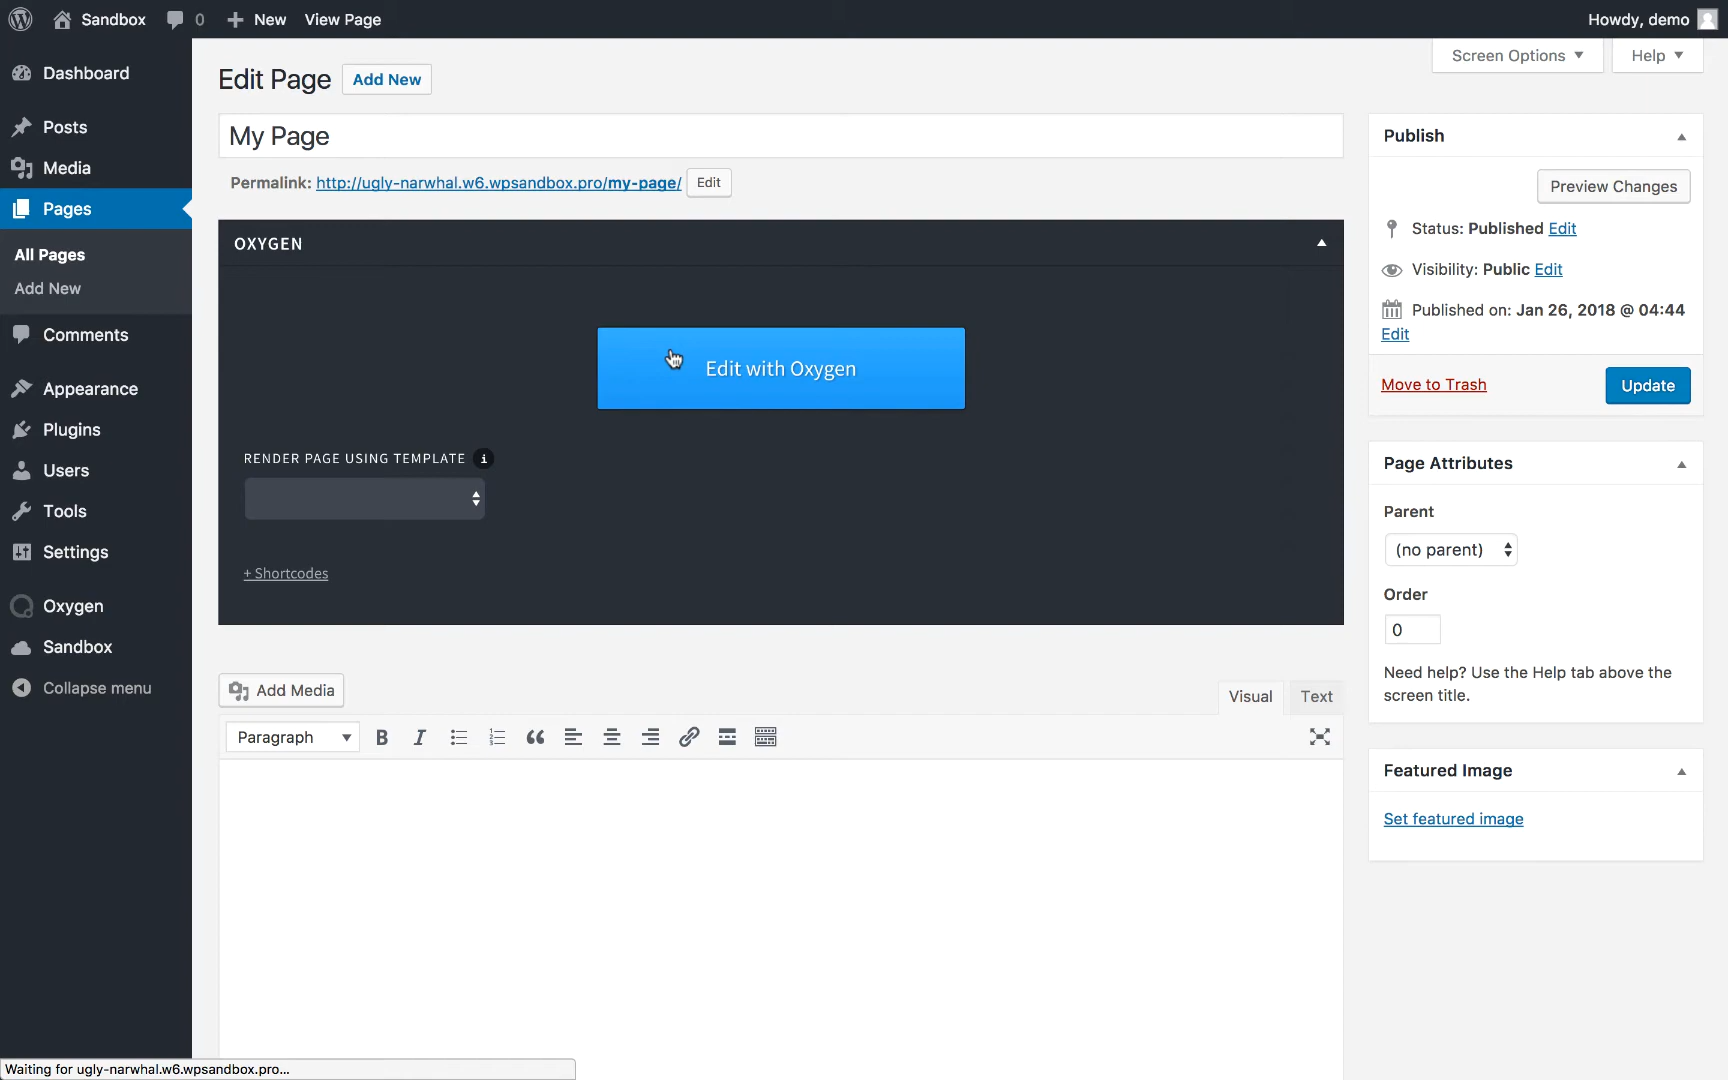 Sandbox 0 New View Page Howdy, demo
Dashboard
Posts
Media
Pages
All Pages
Add New
Comments
Appearance
Plugins
Users
Tools
Settings
Oxygen
Sandbox
Collapse menu
Screen Options Help
Edit Page Add New
My Page
Permalink: http://ugly-narwhal.w6.wpsandbox.pro/my-page/ Edit
OXYGEN
Edit with Oxygen
RENDER PAGE USING TEMPLATE i
+ Shortcodes
Add Media
Visual Text
Paragraph B I
Publish
Preview Changes
Status: Published Edit
Visibility: Public Edit
Published on: Jan 26, 2018 @ 04:44
Edit
Move to Trash Update
Page Attributes
Parent
(no parent)
Order
0
Need help? Use the Help tab above the
screen title.
Featured Image
Set featured image
Waiting for ugly-narwhal.w6.wpsandbox.pro...